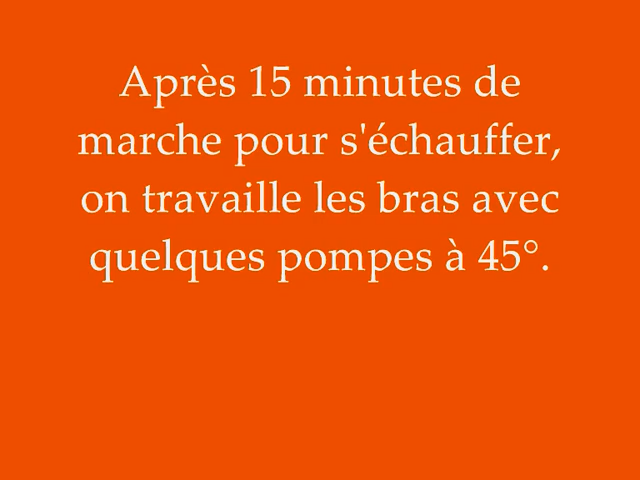 Après 15 minutes de
marche pour s'échauffer,
on travaille les bras avec
quelques pompes à 45°.